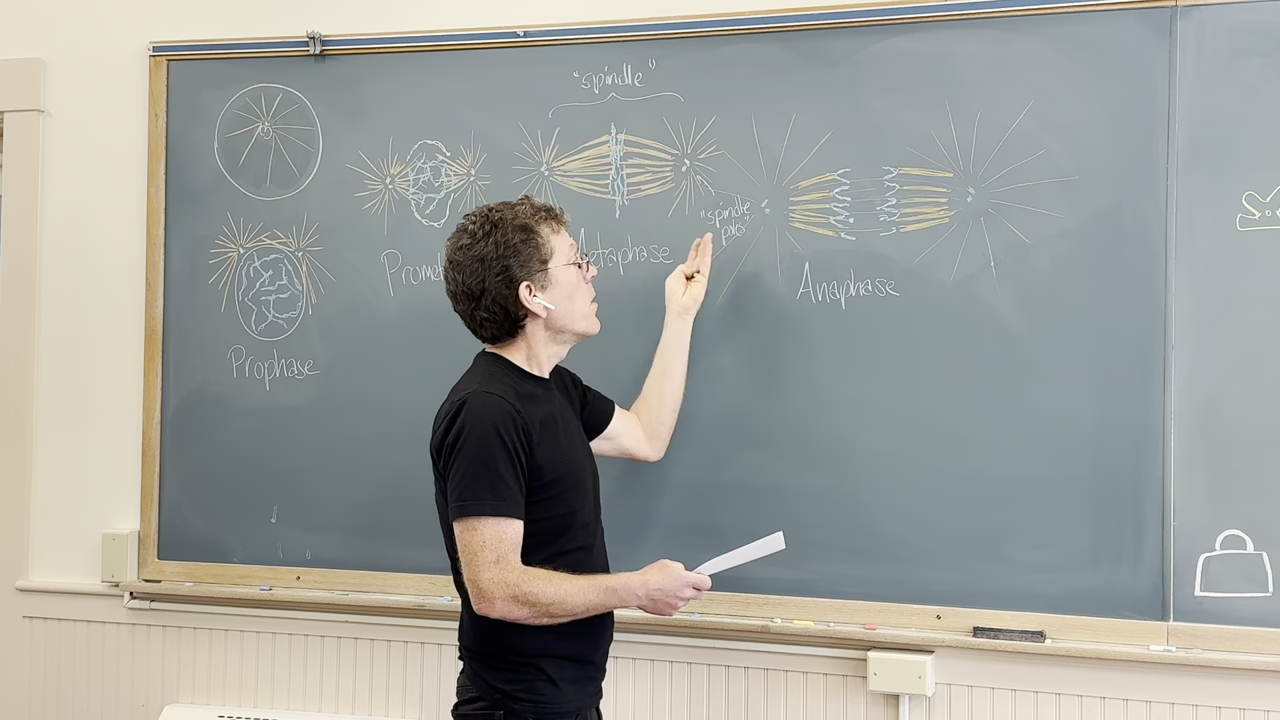 "spindle"
"spindle
poles"
Metaphase
Anaphase
Prophase